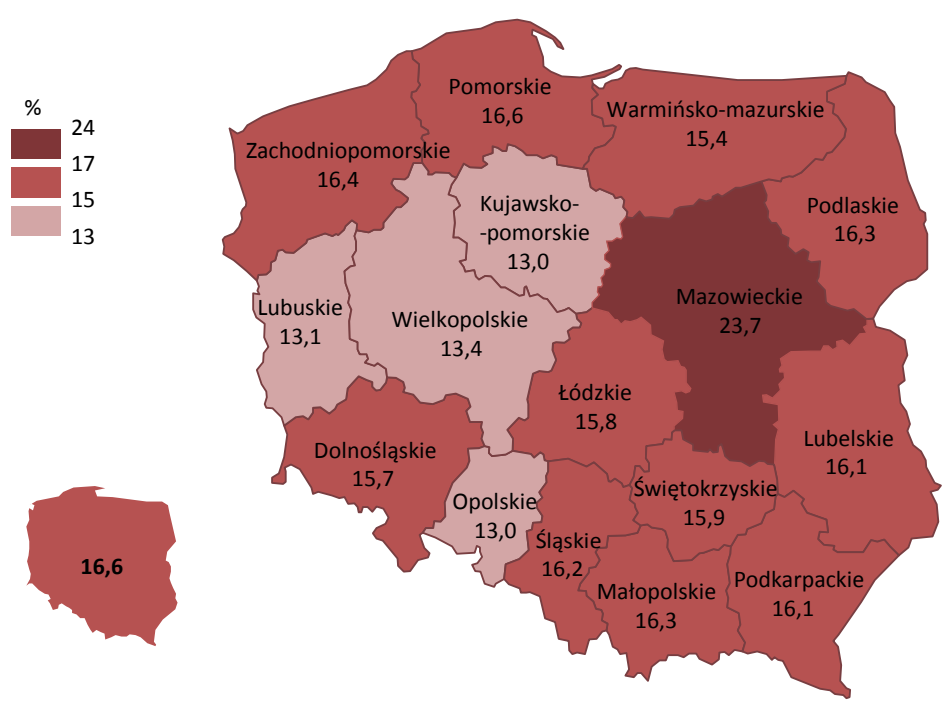 %
24
17
15
13
Pomorskie
16,6
Warmińsko-mazurskie
15,4
Zachodniopomorskie
16,4
Kujawsko-
-pomorskie
13,0
Podlaskie
16,3
Mazowieckie
23,7
Lubuskie
13,1
Wielkopolskie
13,4
Łódzkie
15,8
Dolnośląskie
15,7
Lubelskie
16,1
Opolskie
13,0
Świętokrzyskie
15,9
Śląskie
16,2
Małopolskie
16,3
Podkarpackie
16,1
16,6